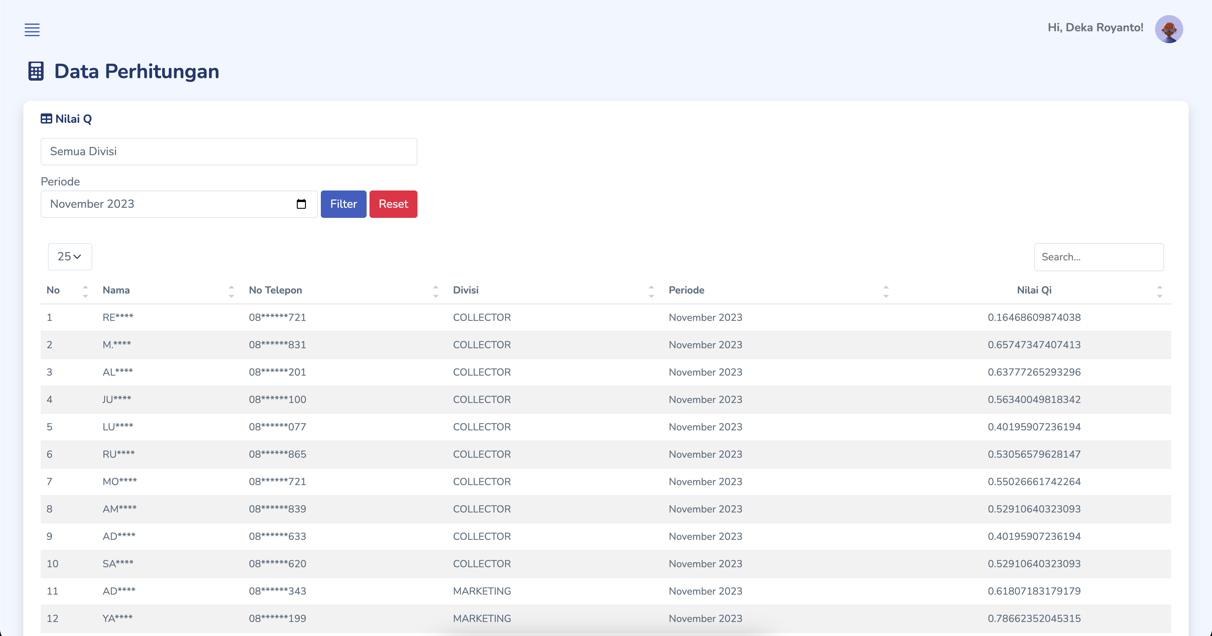 Hi, Deka Royanto!
Data Perhitungan
Nilai Q
Semua Divisi
Periode
November 2023 Filter Reset
25 Search...
No Nama No Telepon Divisi Periode Nilai Qi
1 RE**** 08******721 COLLECTOR November 2023 0.16468609874038
2 M.**** 08******831 COLLECTOR November 2023 0.65747347407413
3 AL**** 08******201 COLLECTOR November 2023 0.63777265293296
4 JU**** 08******100 COLLECTOR November 2023 0.56340049818342
5 LU**** 08******077 COLLECTOR November 2023 0.40195907236194
6 RU**** 08******865 COLLECTOR November 2023 0.53056579628147
7 MO**** 08******721 COLLECTOR November 2023 0.55026661742264
8 AM**** 08******839 COLLECTOR November 2023 0.52910640323093
9 AD**** 08******633 COLLECTOR November 2023 0.40195907236194
10 SA**** 08******620 COLLECTOR November 2023 0.52910640323093
11 AD**** 08******343 MARKETING November 2023 0.61807183179179
12 YA**** 08******199 MARKETING November 2023 0.78662352045315